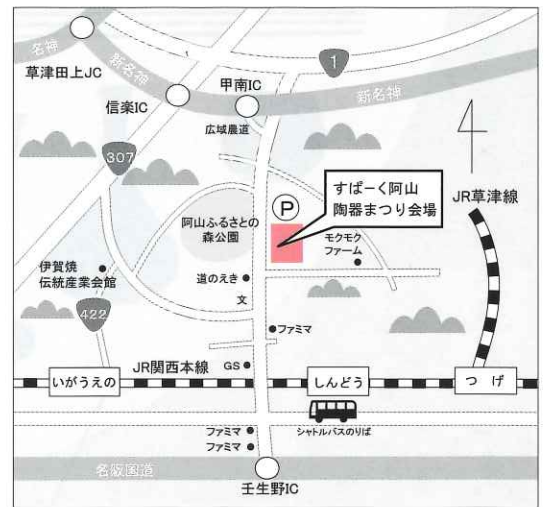 名神
草津田上JC
新名神
信楽IC
甲南IC
広域農道
1
新名神
307
すぱーく阿山
陶器まつり会場
JR草津線
P
阿山ふるさとの
森公園
モクモク
ファーム
伊賀焼
伝統産業会館
道のえき
文
422
ファミマ
JR関西本線
GS
いがうえの
しんどう
つげ
シャトルバスのりば
ファミマ
ファミマ
名阪国道
壬生野IC